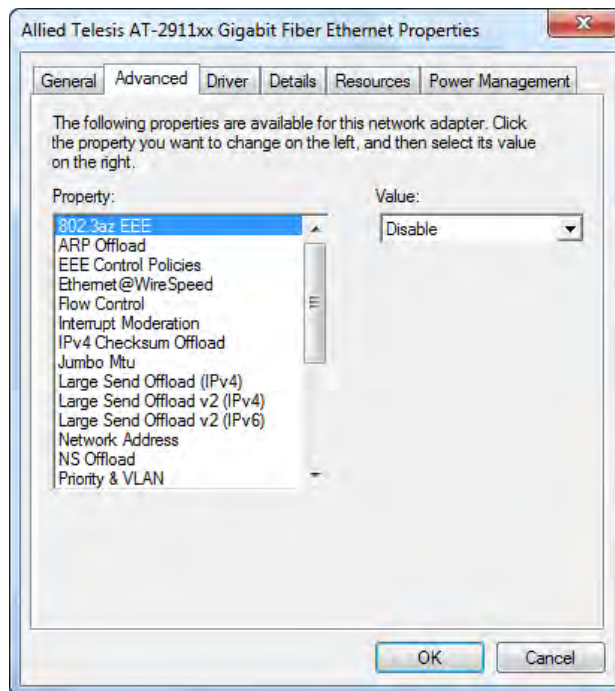 Allied Telesis AT-2911xx Gigabit Fiber Ethernet Properties
General Advanced Driver Details Resources Power Management
The following properties are available for this network adapter. Click
the property you want to change on the left, and then select its value
on the right.
Property:
Value:
802.3az EEE
Disable
ARP Offload
EEE Control Policies
Ethernet@WireSpeed
Flow Control
Interrupt Moderation
IPv4 Checksum Offload
Jumbo Mtu
Large Send Offload (IPv4)
Large Send Offload v2 (IPv4)
Large Send Offload v2 (IPv6)
Network Address
NS Offload
Priority & VLAN
OK
Cancel